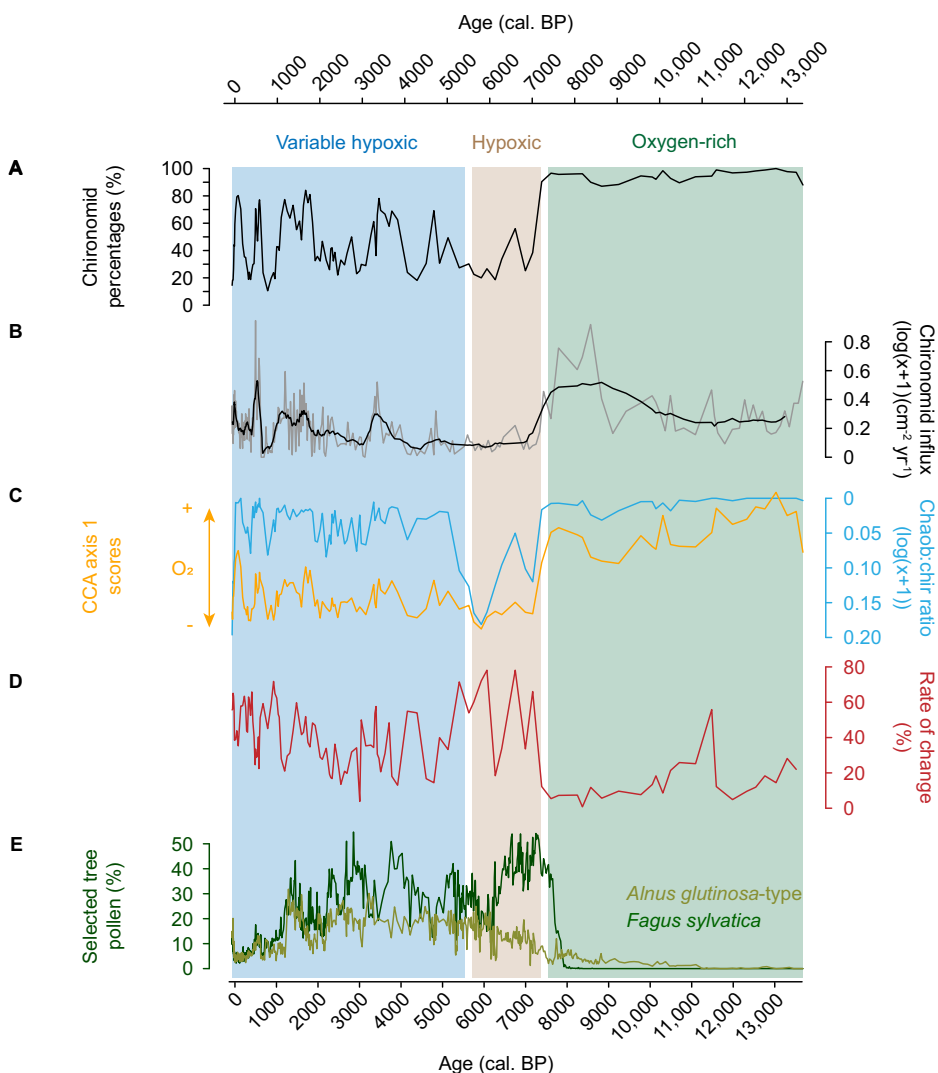 Age (cal. BP)
0 1000 2000 3000 4000 5000 6000 7000 8000 9000 10,000 11,000 12,000 13,000
Variable hypoxic Hypoxic Oxygen-rich
A
Chironomid
percentages (%)
100
80
60
40
20
0
B
0.8
0.6
0.4
0.2
0
Chironomid influx
(log(x+1)(cm⁻² yr⁻¹)
C
CCA axis 1
scores
+
O₂
-
0
0.05
0.10
0.15
0.20
Chaob:chir ratio
(log(x+1))
D
80
60
40
20
0
Rate of change
(%)
E
Selected tree
pollen (%)
50
40
30
20
10
0
Alnus glutinosa-type
Fagus sylvatica
0 1000 2000 3000 4000 5000 6000 7000 8000 9000 10,000 11,000 12,000 13,000
Age (cal. BP)